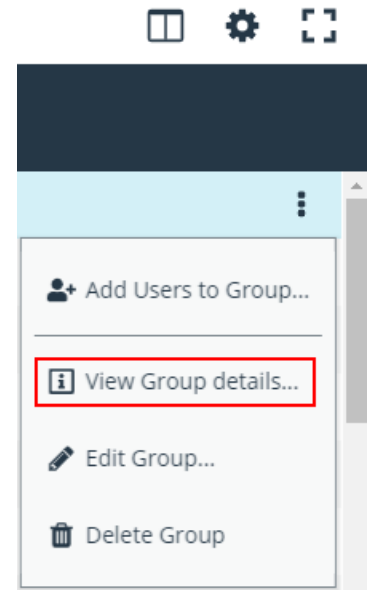 Add Users to Group...
View Group details...
Edit Group...
Delete Group